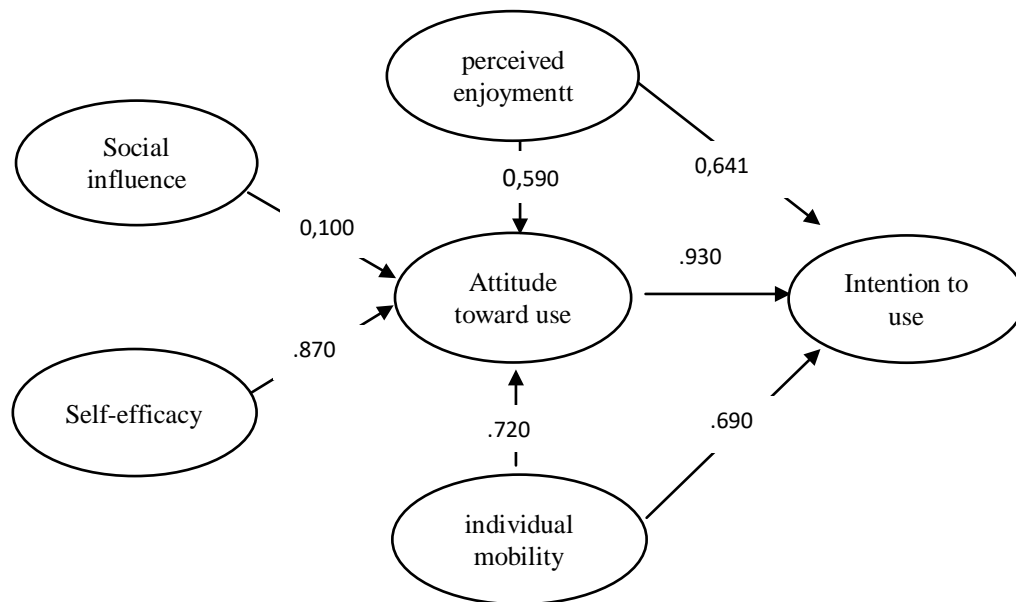 perceived
enjoymentt
Social
influence
0,590
0,641
0,100
Attitude
toward use
.930
Intention to
use
.870
Self-efficacy
.720
.690
individual
mobility